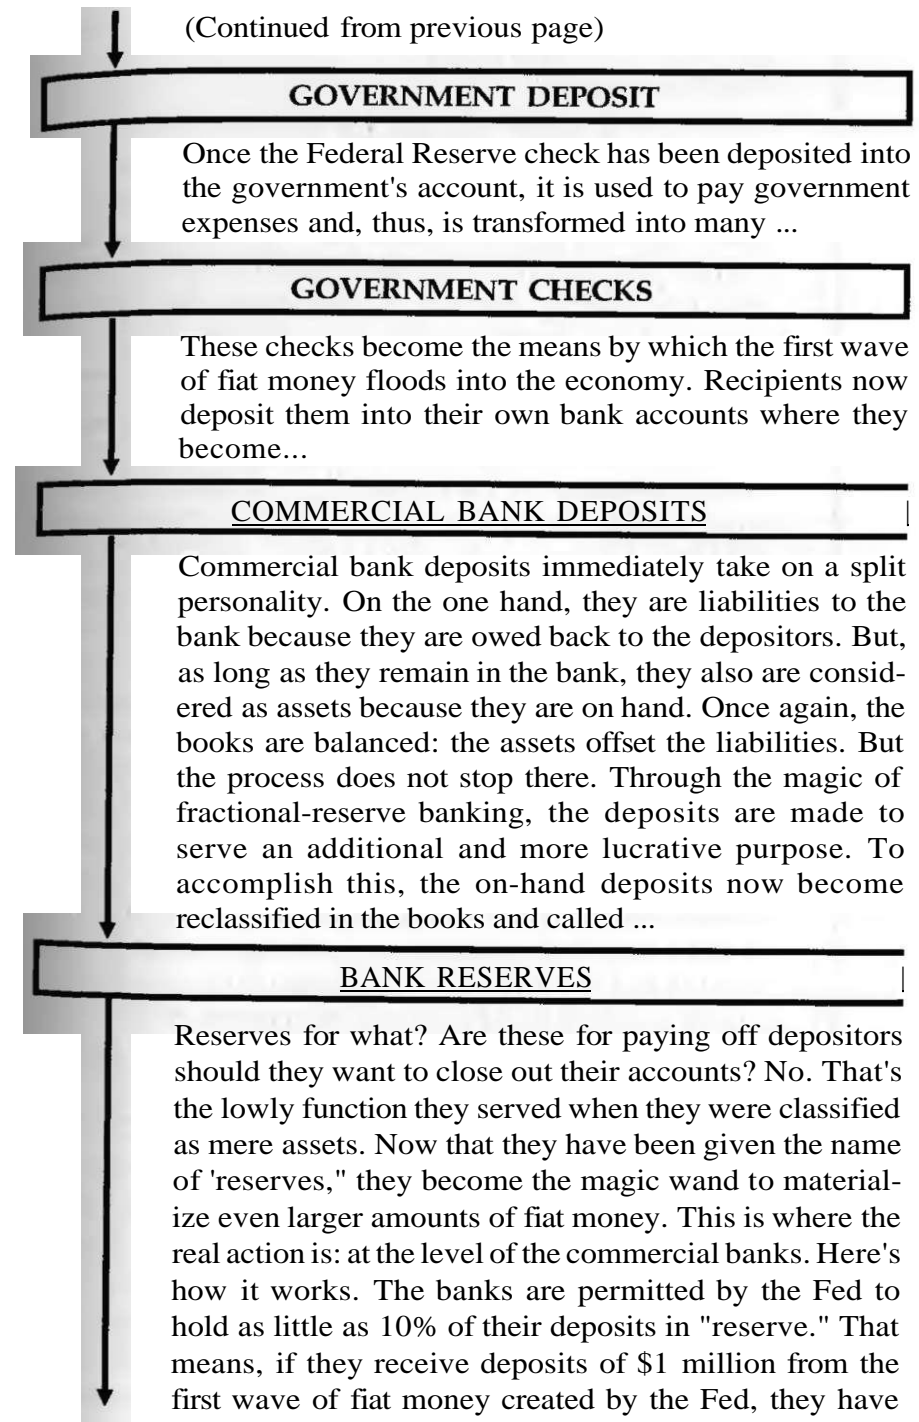 (Continued from previous page)
GOVERNMENT DEPOSIT
Once the Federal Reserve check has been deposited into
the government's account, it is used to pay government
expenses and, thus, is transformed into many ...
GOVERNMENT CHECKS
These checks become the means by which the first wave
of fiat money floods into the economy. Recipients now
deposit them into their own bank accounts where they
become...
COMMERCIAL BANK DEPOSITS
Commercial bank deposits immediately take on a split
personality. On the one hand, they are liabilities to the
bank because they are owed back to the depositors. But,
as long as they remain in the bank, they also are consid-
ered as assets because they are on hand. Once again, the
books are balanced: the assets offset the liabilities. But
the process does not stop there. Through the magic of
fractional-reserve banking, the deposits are made to
serve an additional and more lucrative purpose. To
accomplish this, the on-hand deposits now become
reclassified in the books and called ...
BANK RESERVES
Reserves for what? Are these for paying off depositors
should they want to close out their accounts? No. That's
the lowly function they served when they were classified
as mere assets. Now that they have been given the name
of 'reserves," they become the magic wand to material-
ize even larger amounts of fiat money. This is where the
real action is: at the level of the commercial banks. Here's
how it works. The banks are permitted by the Fed to
hold as little as 10% of their deposits in "reserve." That
means, if they receive deposits of $1 million from the
first wave of fiat money created by the Fed, they have